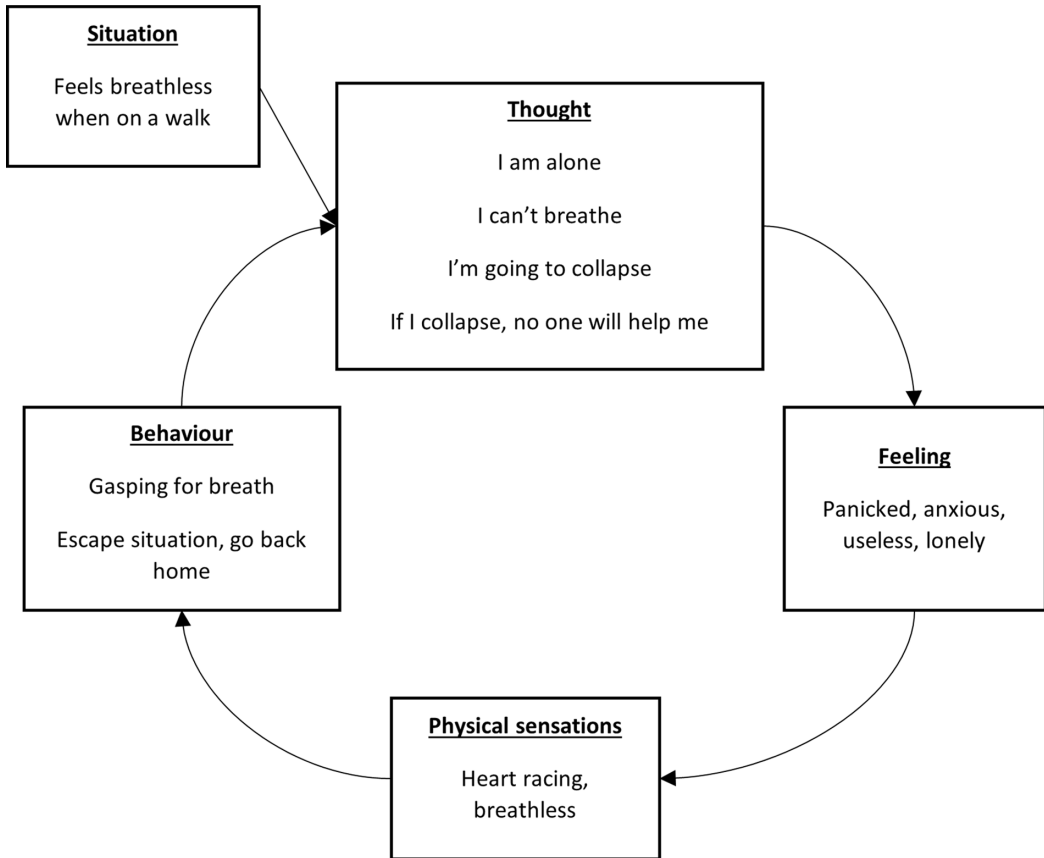 Situation
Feels breathless
when on a walk
Thought
I am alone
I can’t breathe
I’m going to collapse
If I collapse, no one will help me
Behaviour
Gasping for breath
Escape situation, go back
home
Feeling
Panicked, anxious,
useless, lonely
Physical sensations
Heart racing,
breathless